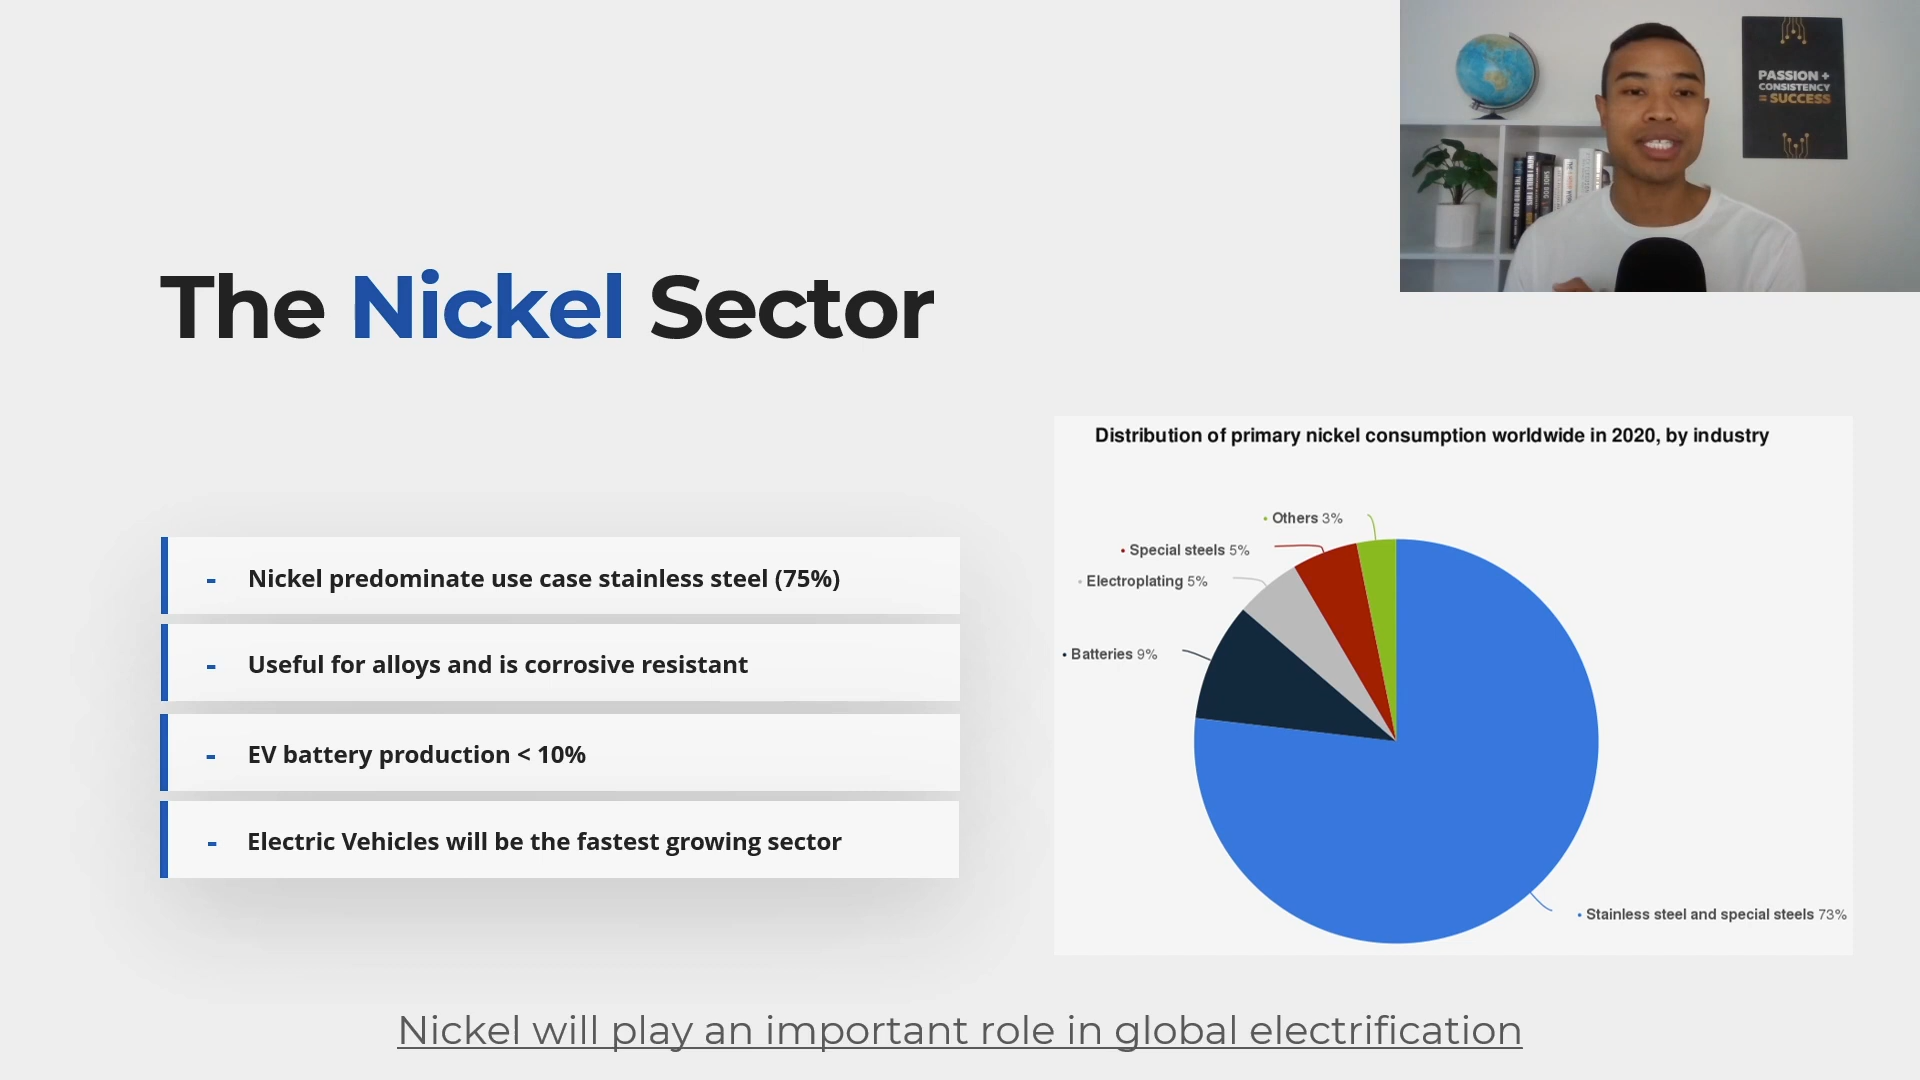 PASSION +
CONSISTENCY
= SUCCESS
SHOE DOG
The Nickel Sector
- Nickel predominate use case stainless steel (75%)
- Useful for alloys and is corrosive resistant
- EV battery production < 10%
- Electric Vehicles will be the fastest growing sector
Distribution of primary nickel consumption worldwide in 2020, by industry
• Others 3%
• Special steels 5%
• Electroplating 5%
• Batteries 9%
• Stainless steel and special steels 73%
Nickel will play an important role in global electrification